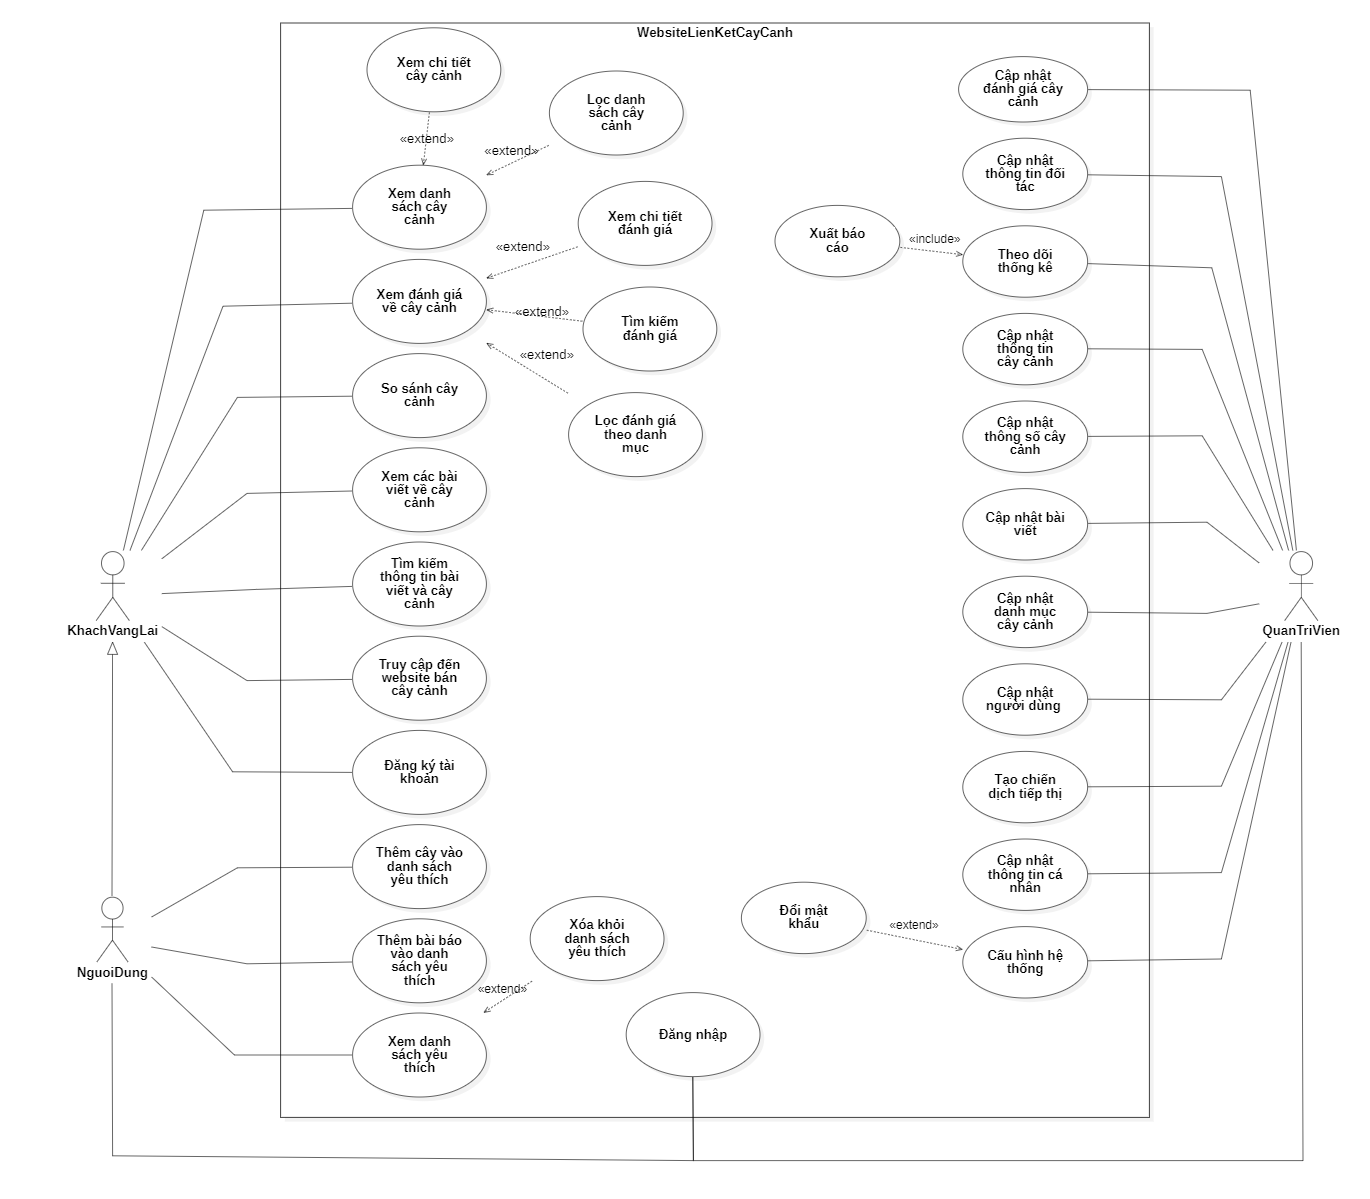 WebsiteLienKetCayCanh
Xem chi tiết
cây cảnh
«extend»
Lọc danh
sách cây
cảnh
«extend»
Xem danh
sách cây
cảnh
Xem chi tiết
đánh giá
«extend»
Xem đánh giá
về cây cảnh
«extend»
Tìm kiếm
đánh giá
«extend»
Lọc đánh giá
theo danh
mục
So sánh cây
cảnh
Xem các bài
viết về cây
cảnh
Tìm kiếm
thông tin bài
viết và cây
cảnh
KhachVangLai
Truy cập đến
website bán
cây cảnh
Đăng ký tài
khoản
Thêm cây vào
danh sách
yêu thích
Thêm bài báo
vào danh
sách yêu
thích
NguoiDung
Xóa khỏi
danh sách
yêu thích
«extend»
Xem danh
sách yêu
thích
Đăng nhập
Cập nhật
đánh giá cây
cảnh
Cập nhật
thông tin đối
tác
Xuất báo
cáo
«include»
Theo dõi
thống kê
Cập nhật
thông tin
cây cảnh
Cập nhật
thông số cây
cảnh
Cập nhật bài
viết
Cập nhật
danh mục
cây cảnh
QuanTriVien
Cập nhật
người dùng
Tạo chiến
dịch tiếp thị
Cập nhật
thông tin cá
nhân
Đổi mật
khẩu
«extend»
Cấu hình hệ
thống